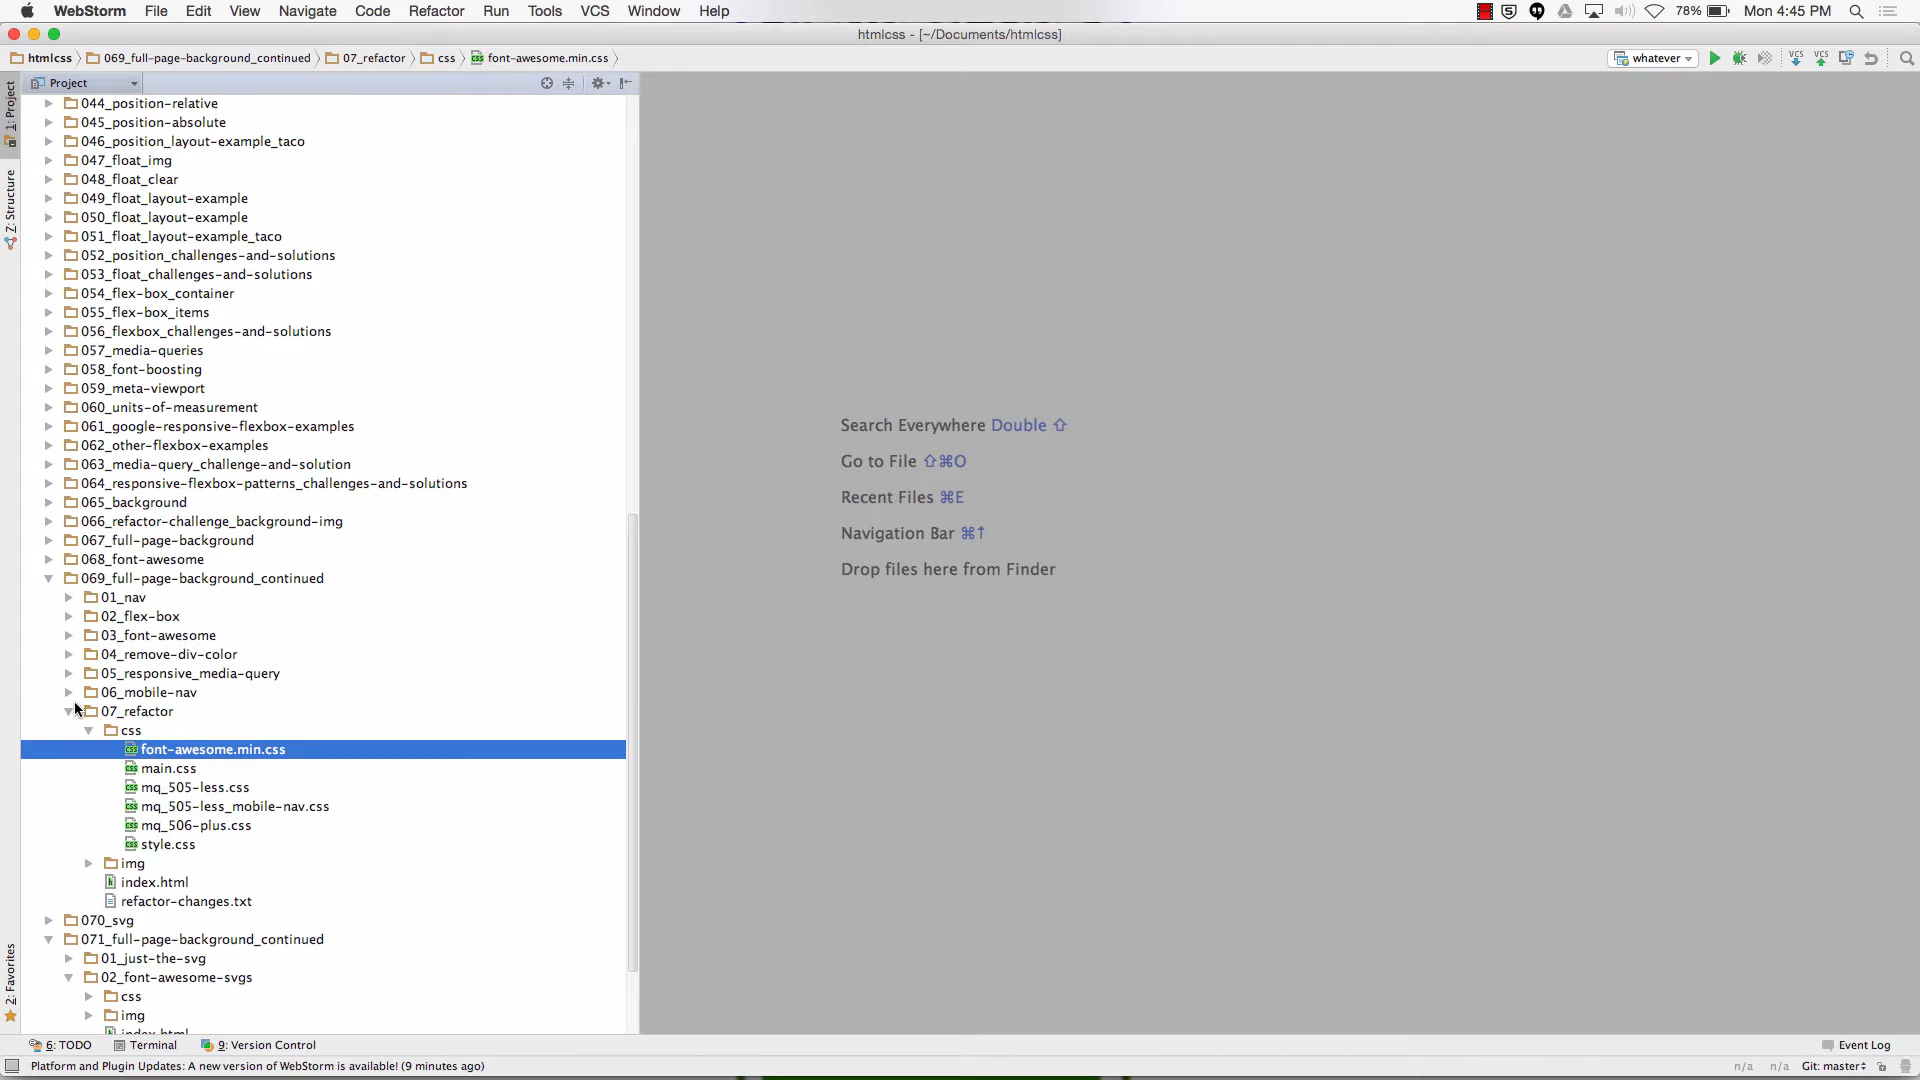 WebStorm File Edit View Navigate Code Refactor Run Tools VCS Window Help 78% Mon 4:45 PM
htmlcss - [~/Documents/htmlcss]
htmlcss 069_full-page-background_continued 07_refactor css font-awesome.min.css whatever VCS VCS
Project
1: Project
Z: Structure
2: Favorites
044_position-relative
045_position-absolute
046_position_layout-example_taco
047_float_img
048_float_clear
049_float_layout-example
050_float_layout-example
051_float_layout-example_taco
052_position_challenges-and-solutions
053_float_challenges-and-solutions
054_flex-box_container
055_flex-box_items
056_flexbox_challenges-and-solutions
057_media-queries
058_font-boosting
059_meta-viewport
060_units-of-measurement
061_google-responsive-flexbox-examples
062_other-flexbox-examples
063_media-query_challenge-and-solution
064_responsive-flexbox-patterns_challenges-and-solutions
065_background
066_refactor-challenge_background-img
067_full-page-background
068_font-awesome
069_full-page-background_continued
01_nav
02_flex-box
03_font-awesome
04_remove-div-color
05_responsive_media-query
06_mobile-nav
07_refactor
css
font-awesome.min.css
main.css
mq_505-less.css
mq_505-less_mobile-nav.css
mq_506-plus.css
style.css
img
index.html
refactor-changes.txt
070_svg
071_full-page-background_continued
01_just-the-svg
02_font-awesome-svgs
css
img
index.html
Search Everywhere Double ⇧
Go to File ⇧⌘O
Recent Files ⌘E
Navigation Bar ⌘↑
Drop files here from Finder
6: TODO Terminal 9: Version Control Event Log
Platform and Plugin Updates: A new version of WebStorm is available! (9 minutes ago) n/a n/a Git: master